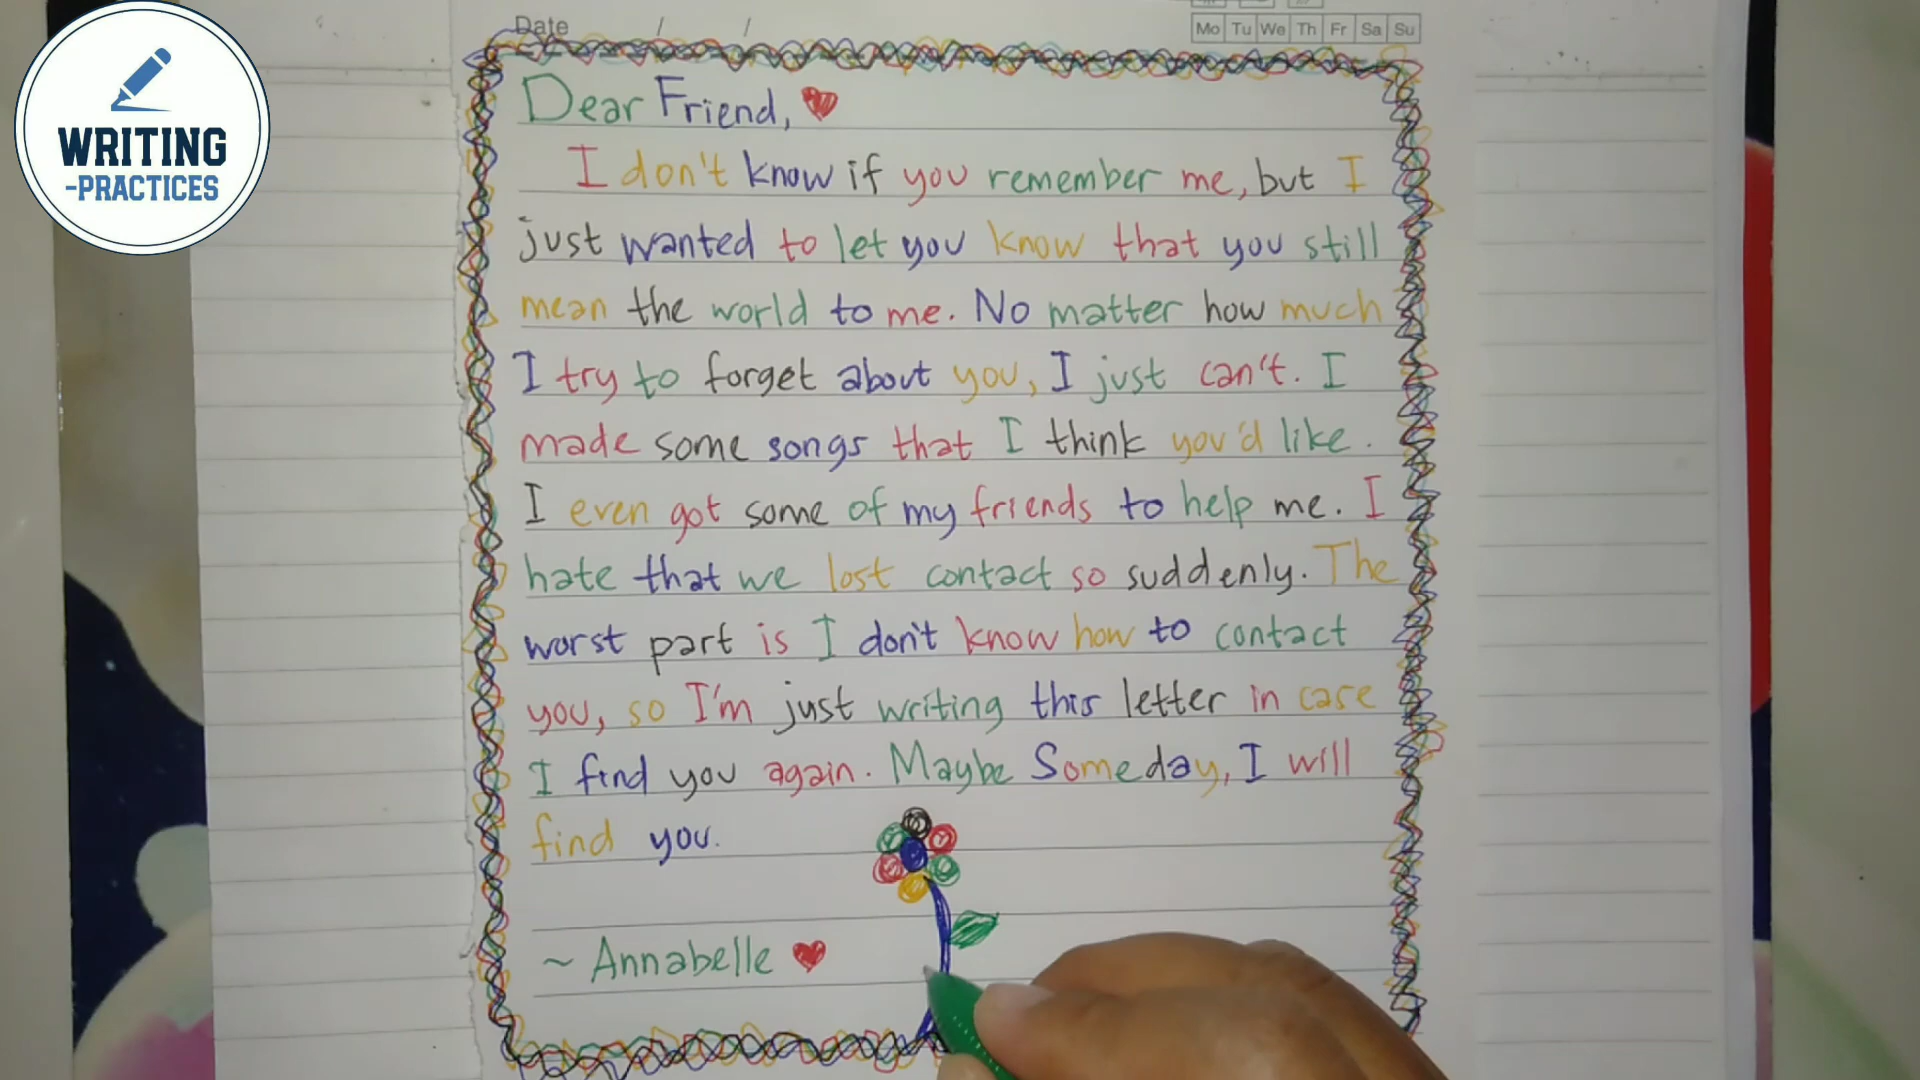 WRITING
-PRACTICES
Date / /
Mo Tu We Th Fr Sa Su
Dear Friend,
I don't know if you remember me, but I
just wanted to let you know that you still
mean the world to me. No matter how much
I try to forget about you, I just can't. I
made some songs that I think you'd like.
I even got some of my friends to help me. I
hate that we lost contact so suddenly. The
worst part is I don't know how to contact
you, so I'm just writing this letter in case
I find you again. Maybe Someday, I will
find you.
~ Annabelle